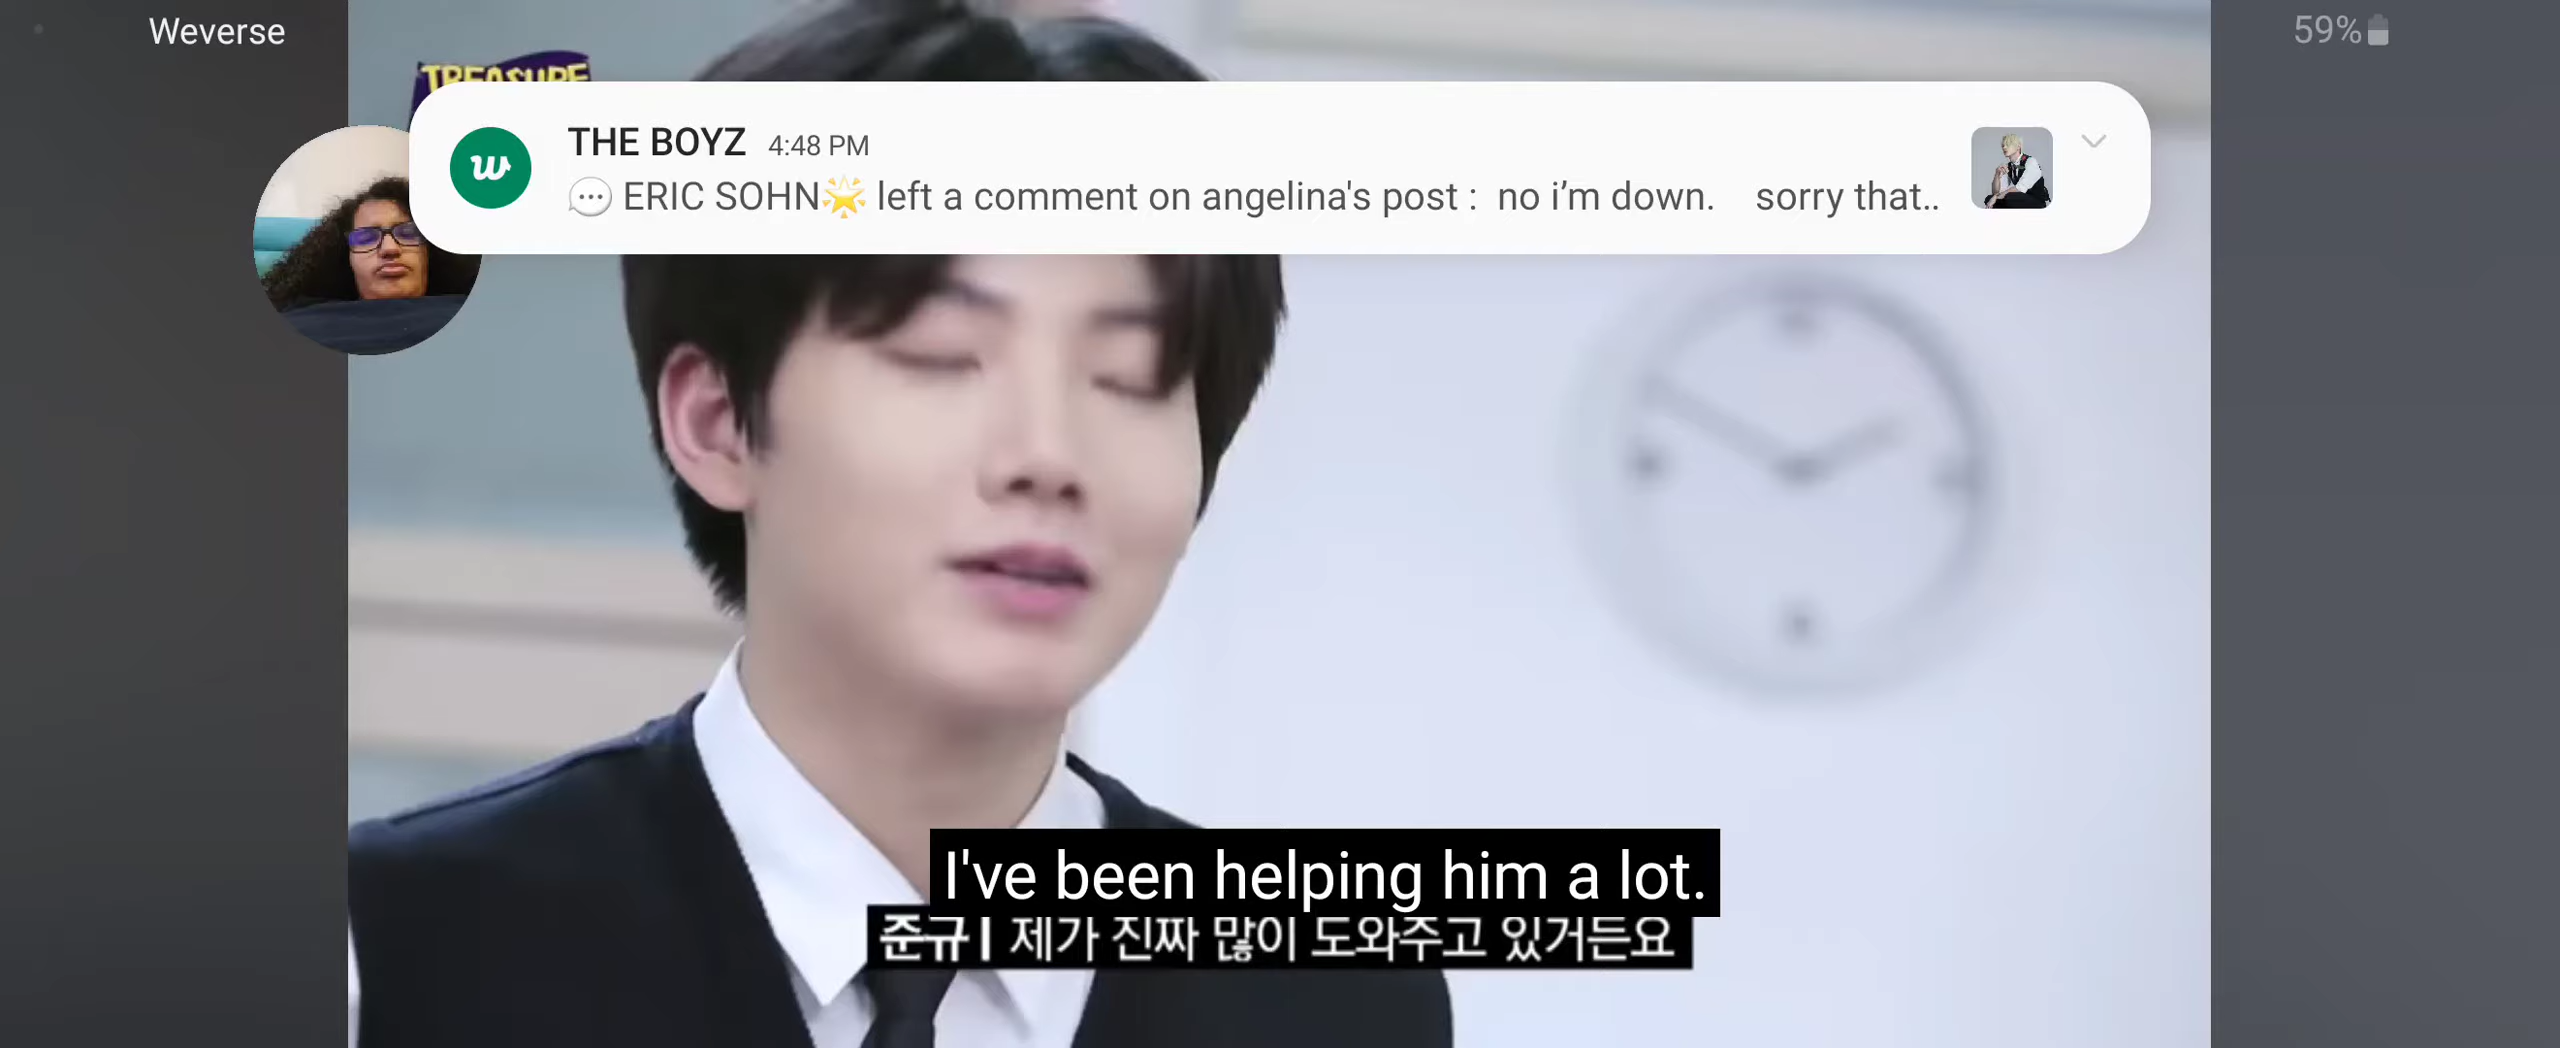 Weverse
59%
TREASURE
THE BOYZ 4:48 PM
💬 ERIC SOHN🌟 left a comment on angelina's post : no i’m down. sorry that..
I've been helping him a lot.
준규 | 제가 진짜 많이 도와주고 있거든요